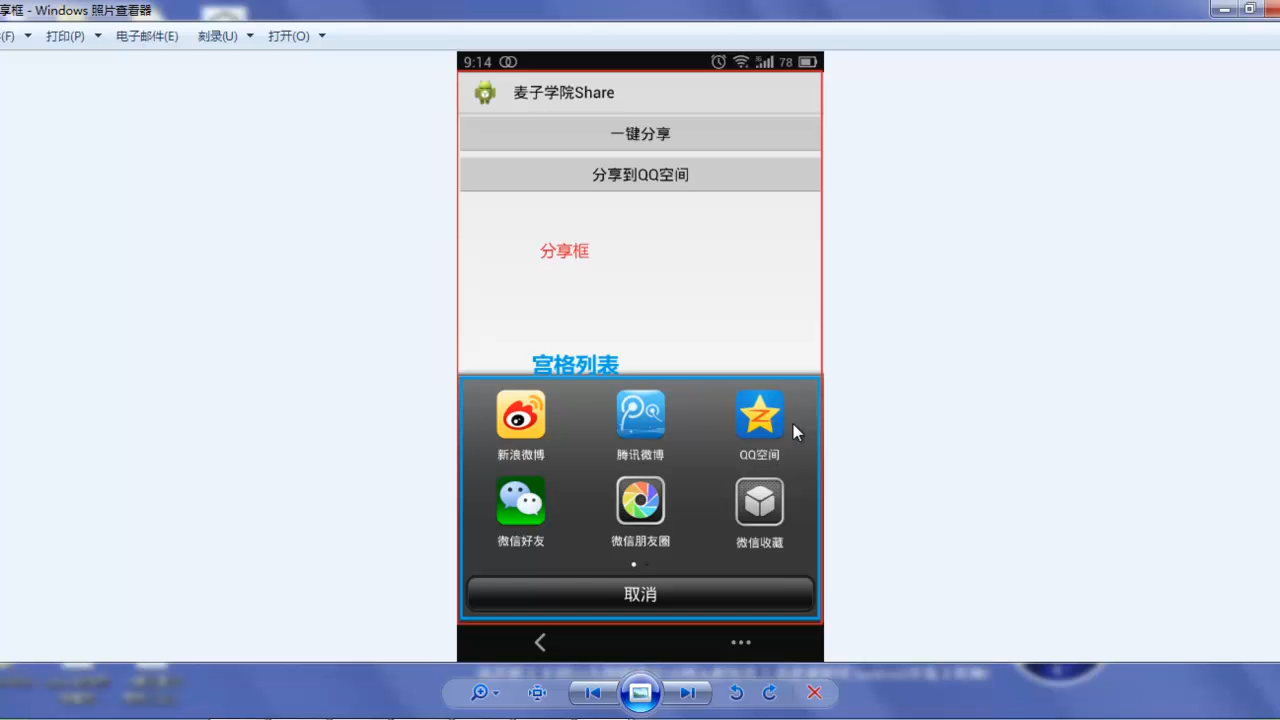 享框 - Windows 照片查看器
(F) 打印(P) 电子邮件(E) 刻录(U) 打开(O)
9:14 78
麦子学院Share
一键分享
分享到QQ空间
分享框
宫格列表
新浪微博 腾讯微博 QQ空间
微信好友 微信朋友圈 微信收藏
取消